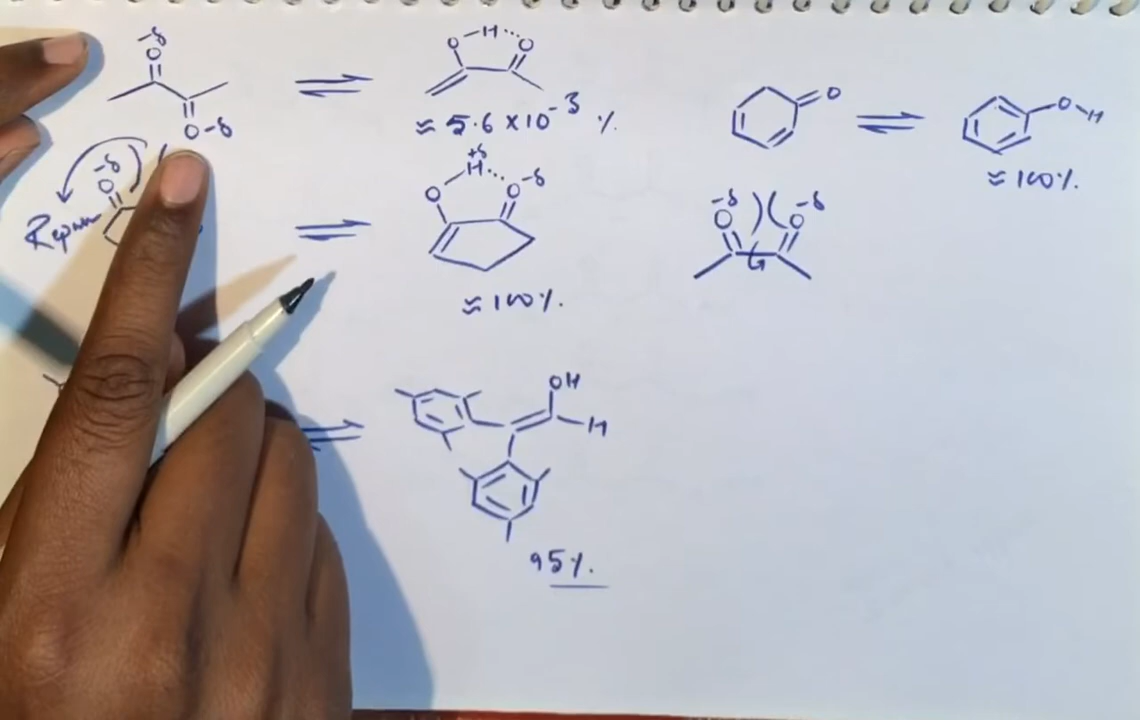 -δ
O
O-δ
O-H···O
≈ 5.6 × 10⁻³ %
O
O-H
≈ 100%
-δ
O
+δ
H
O
O-δ
≈ 100%
-δ -δ
O )( O
OH
H
95%